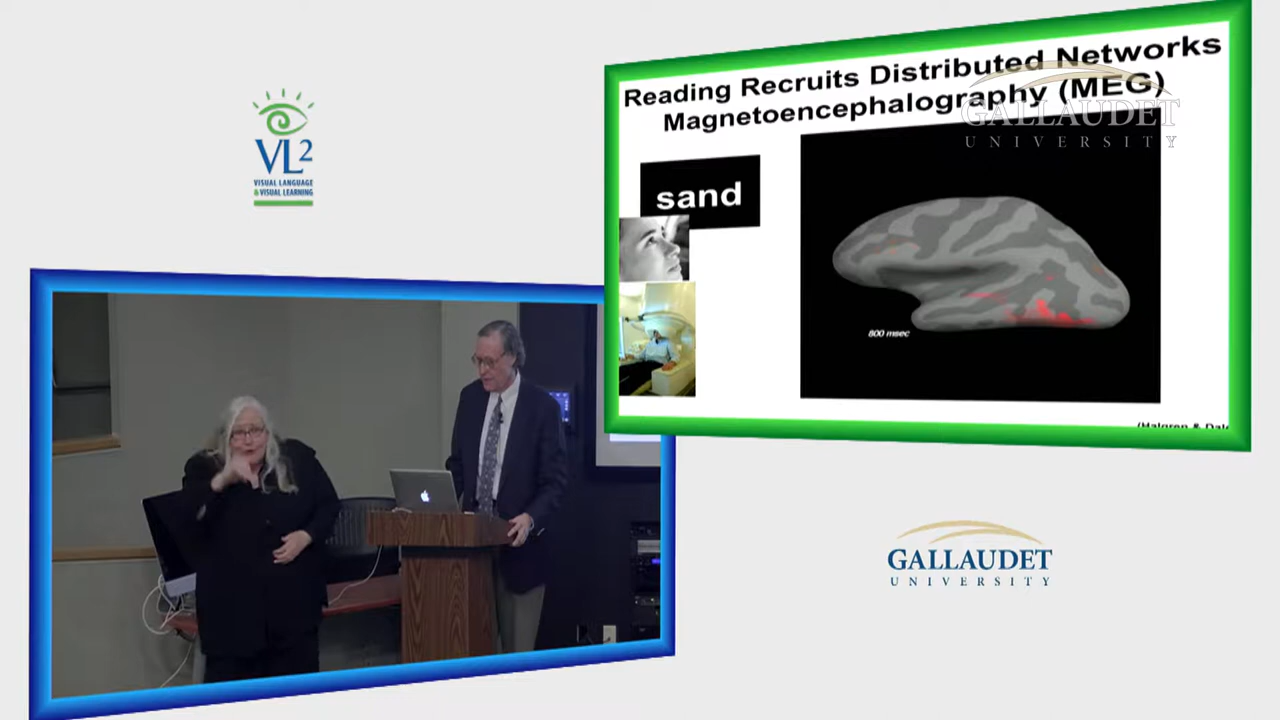 Reading Recruits Distributed Networks
Magnetoencephalography (MEG)
GALLAUDET
UNIVERSITY
sand
800 msec
VL2
VISUAL LANGUAGE
& VISUAL LEARNING
GALLAUDET
UNIVERSITY